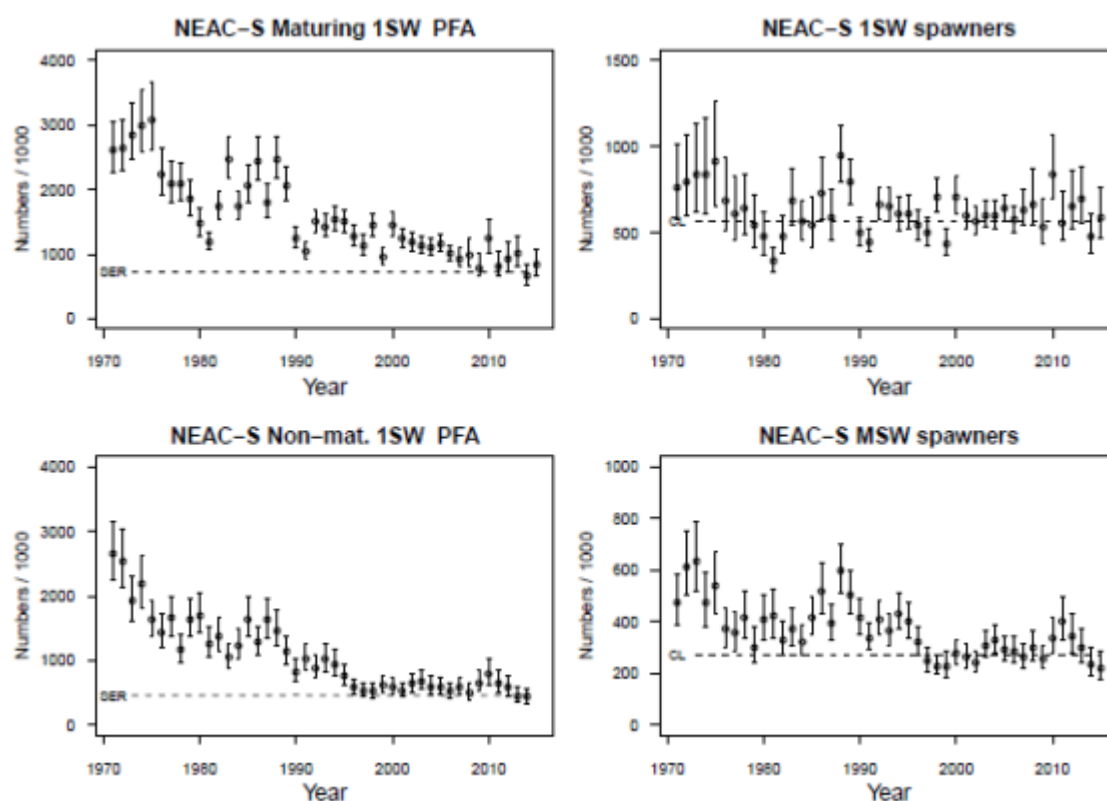 NEAC–S Maturing 1SW PFA
Numbers / 1000
4000
3000
2000
1000
0
SER
1970 1980 1990 2000 2010
Year
NEAC–S 1SW spawners
Numbers / 1000
1500
1000
500
0
CL
1970 1980 1990 2000 2010
Year
NEAC–S Non–mat. 1SW PFA
Numbers / 1000
4000
3000
2000
1000
0
SER
1970 1980 1990 2000 2010
Year
NEAC–S MSW spawners
Numbers / 1000
1000
800
600
400
200
0
CL
1970 1980 1990 2000 2010
Year